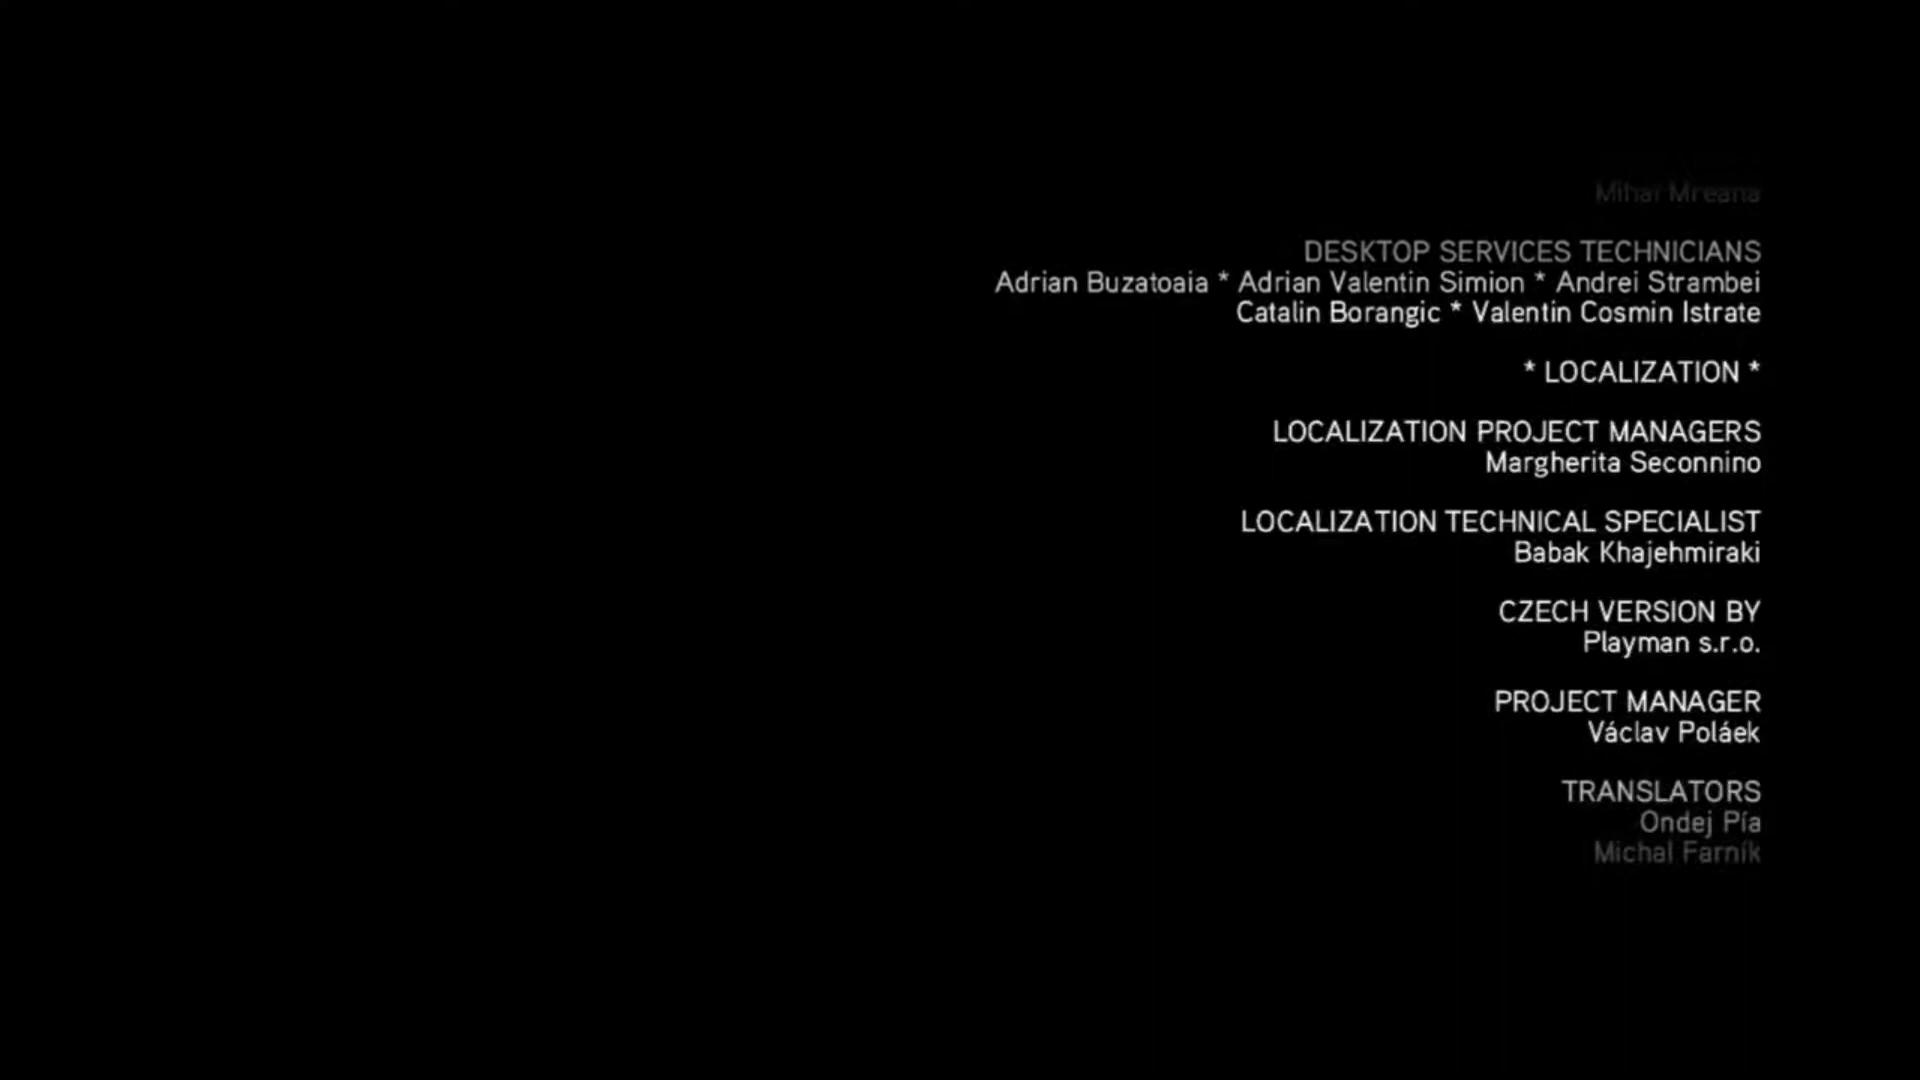 Mihai Mreana
DESKTOP SERVICES TECHNICIANS
Adrian Buzatoaia * Adrian Valentin Simion * Andrei Strambei
Catalin Borangic * Valentin Cosmin Istrate
* LOCALIZATION *
LOCALIZATION PROJECT MANAGERS
Margherita Seconnino
LOCALIZATION TECHNICAL SPECIALIST
Babak Khajehmiraki
CZECH VERSION BY
Playman s.r.o.
PROJECT MANAGER
Václav Poláek
TRANSLATORS
Ondej Pía
Michal Farník